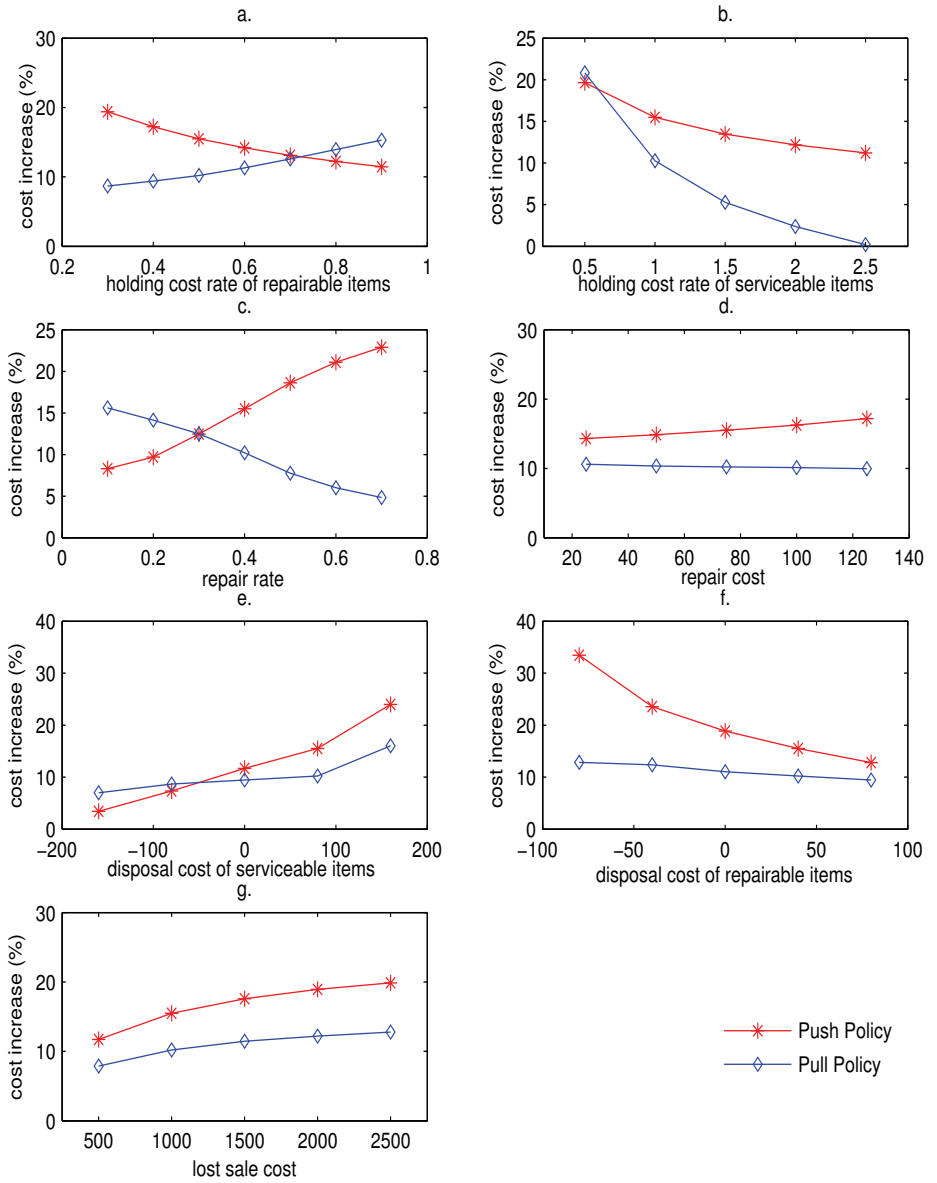 a.
30
20
10
0
cost increase (%)
0.2 0.4 0.6 0.8 1
holding cost rate of repairable items
b.
25
20
15
10
5
0
cost increase (%)
0.5 1 1.5 2 2.5
holding cost rate of serviceable items
c.
25
20
15
10
5
0
cost increase (%)
0 0.2 0.4 0.6 0.8
repair rate
d.
30
20
10
0
cost increase (%)
20 40 60 80 100 120 140
repair cost
e.
40
30
20
10
0
cost increase (%)
−200 −100 0 100 200
disposal cost of serviceable items
f.
40
30
20
10
0
cost increase (%)
−100 −50 0 50 100
disposal cost of repairable items
g.
30
20
10
0
cost increase (%)
500 1000 1500 2000 2500
lost sale cost
Push Policy
Pull Policy